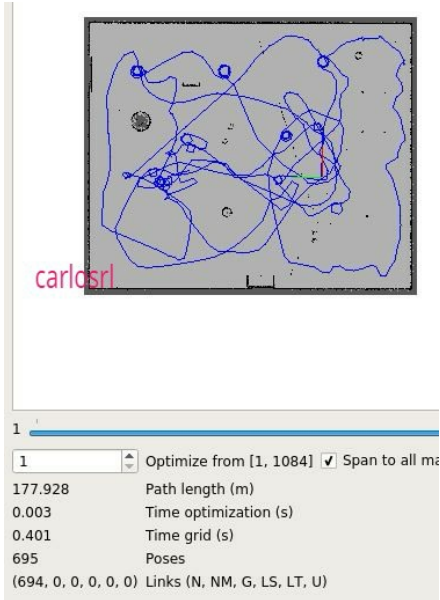 carlosrl
1
1 Optimize from [1, 1084] Span to all
177.928 Path length (m)
0.003 Time optimization (s)
0.401 Time grid (s)
695 Poses
(694, 0, 0, 0, 0, 0) Links (N, NM, G, LS, LT, U)